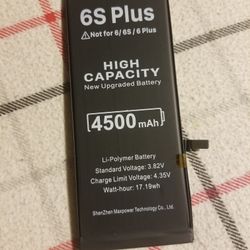 6S Plus
⚠Not for 6/ 6S / 6 Plus
HIGH
CAPACITY
New Upgraded Battery
4500mAh
Li-Polymer Battery
Standard Voltage: 3.82V
Charge Limit Voltage: 4.35V
Watt-hour: 17.19wh
ShenZhen Maxpower Technology Co., Ltd.